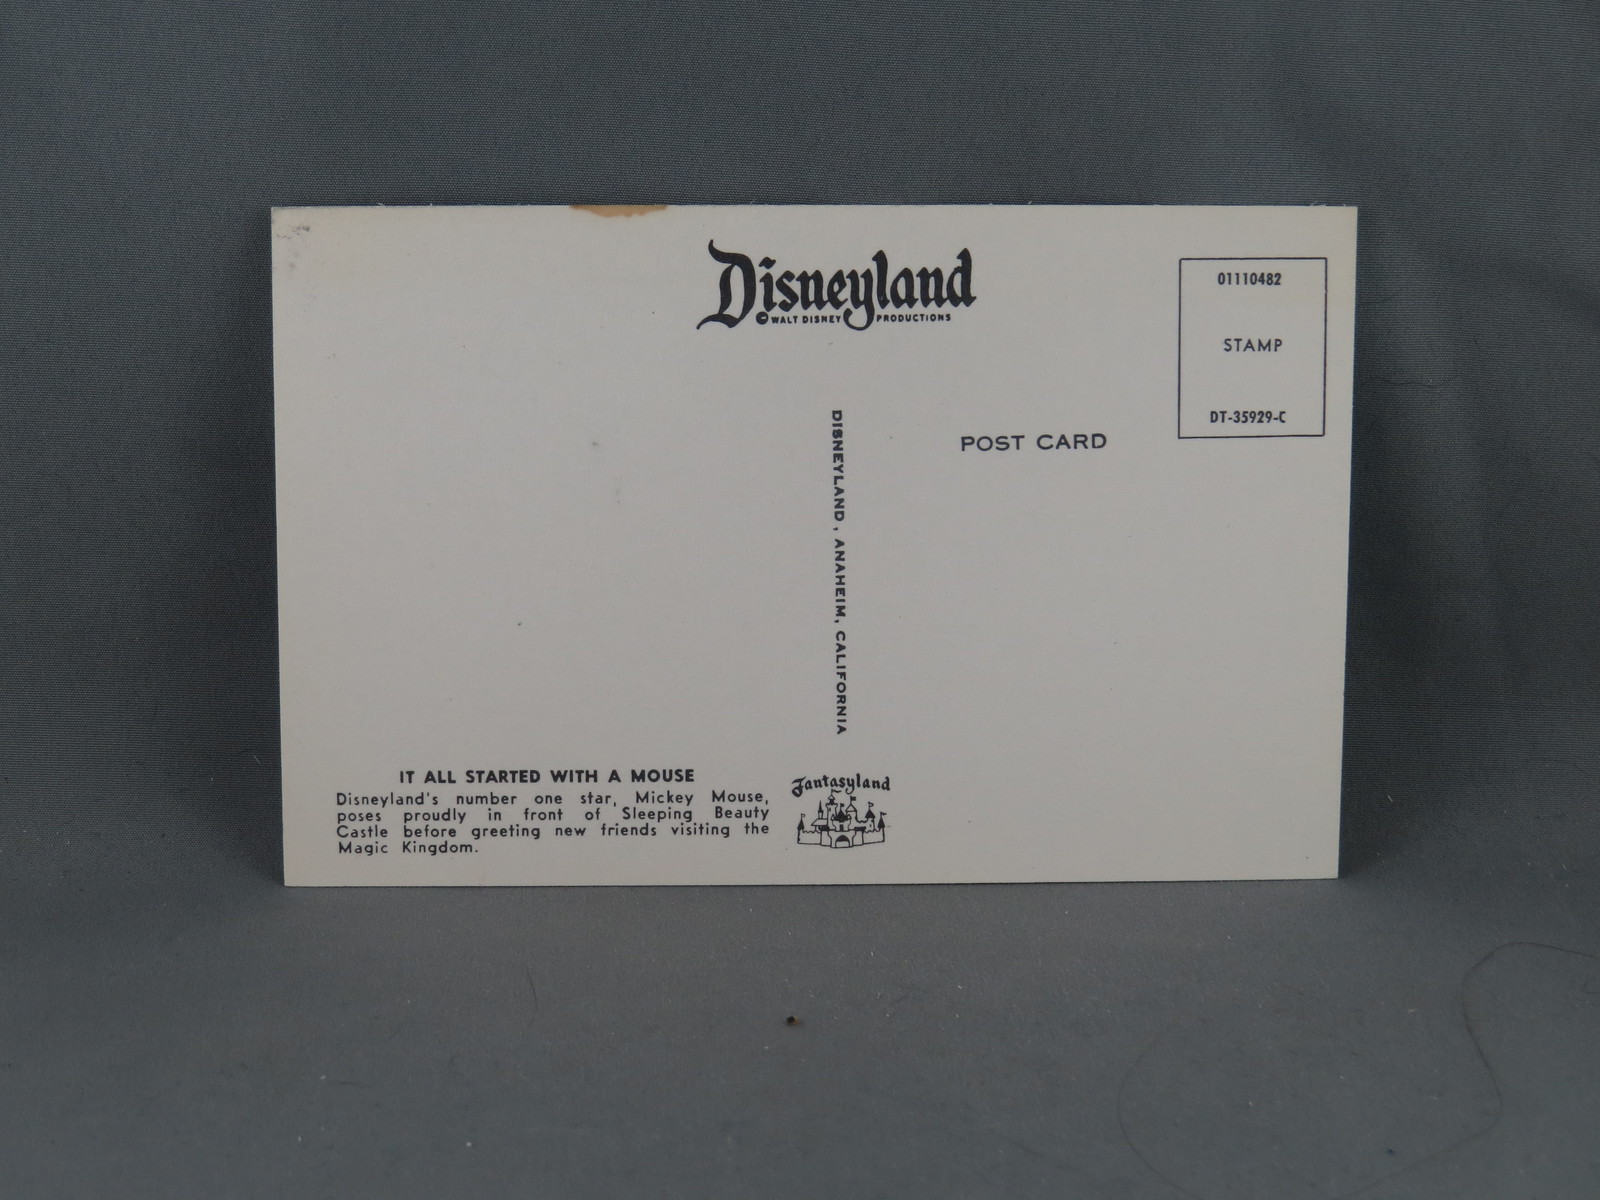 Disneyland
© WALT DISNEY PRODUCTIONS
01110482
STAMP
DT-35929-C
POST CARD
DISNEYLAND, ANAHEIM, CALIFORNIA
IT ALL STARTED WITH A MOUSE
Disneyland's number one star, Mickey Mouse,
poses proudly in front of Sleeping Beauty
Castle before greeting new friends visiting the
Magic Kingdom.
Fantasyland